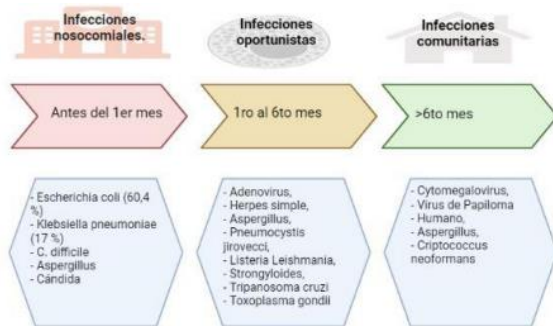 Infecciones
nosocomiales.
Infecciones
oportunistas
Infecciones
comunitarias
Antes del 1er mes
1ro al 6to mes
>6to mes
- Escherichia coli (60,4
%)
- Klebsiella pneumoniae
(17 %)
- C. difficile
- Aspergillus
- Cándida
- Adenovirus,
- Herpes simple,
- Aspergillus,
- Pneumocystis
jirovecci,
- Listeria Leishmania,
- Strongyloides,
- Tripanosoma cruzi
- Toxoplasma gondii
- Cytomegalovirus,
- Virus de Papiloma
- Humano,
- Aspergillus,
- Criptococcus
neoformans